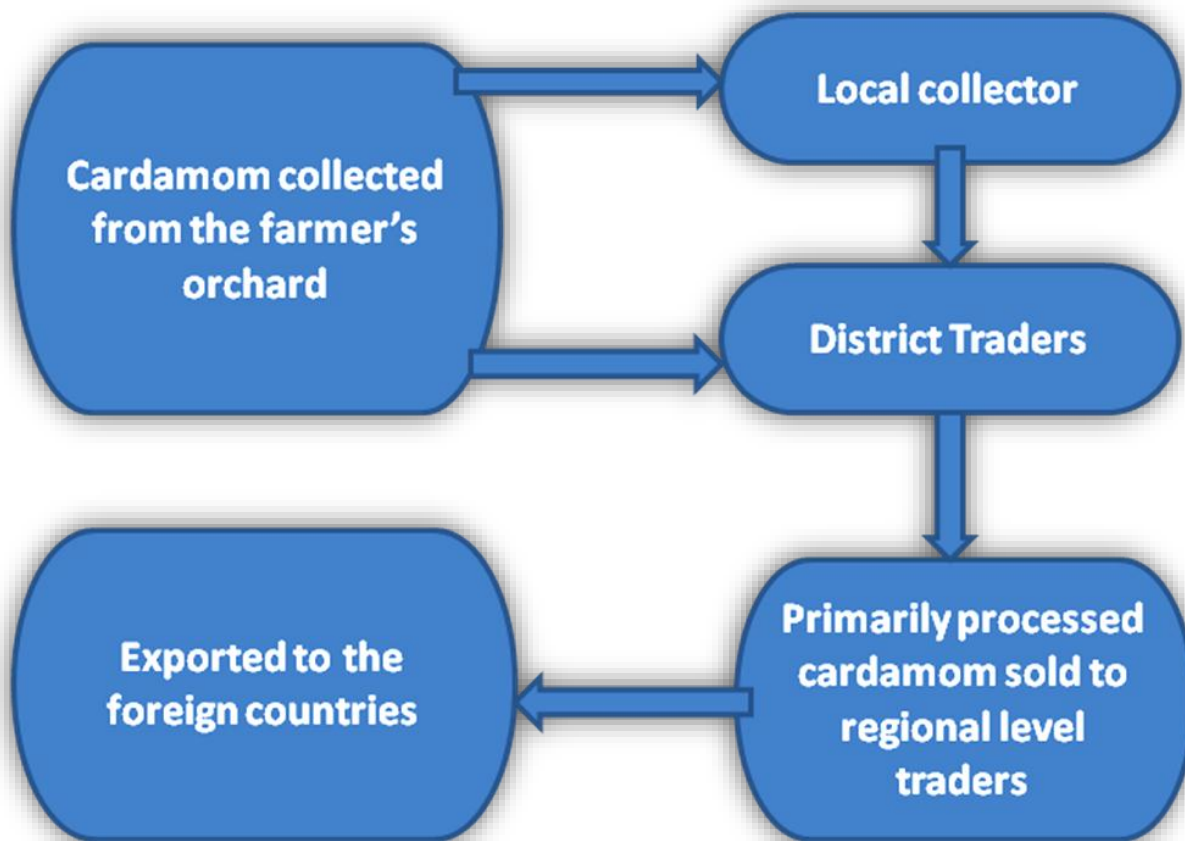 Cardamom collected
from the farmer's
orchard
Local collector
District Traders
Primarily processed
cardamom sold to
regional level
traders
Exported to the
foreign countries